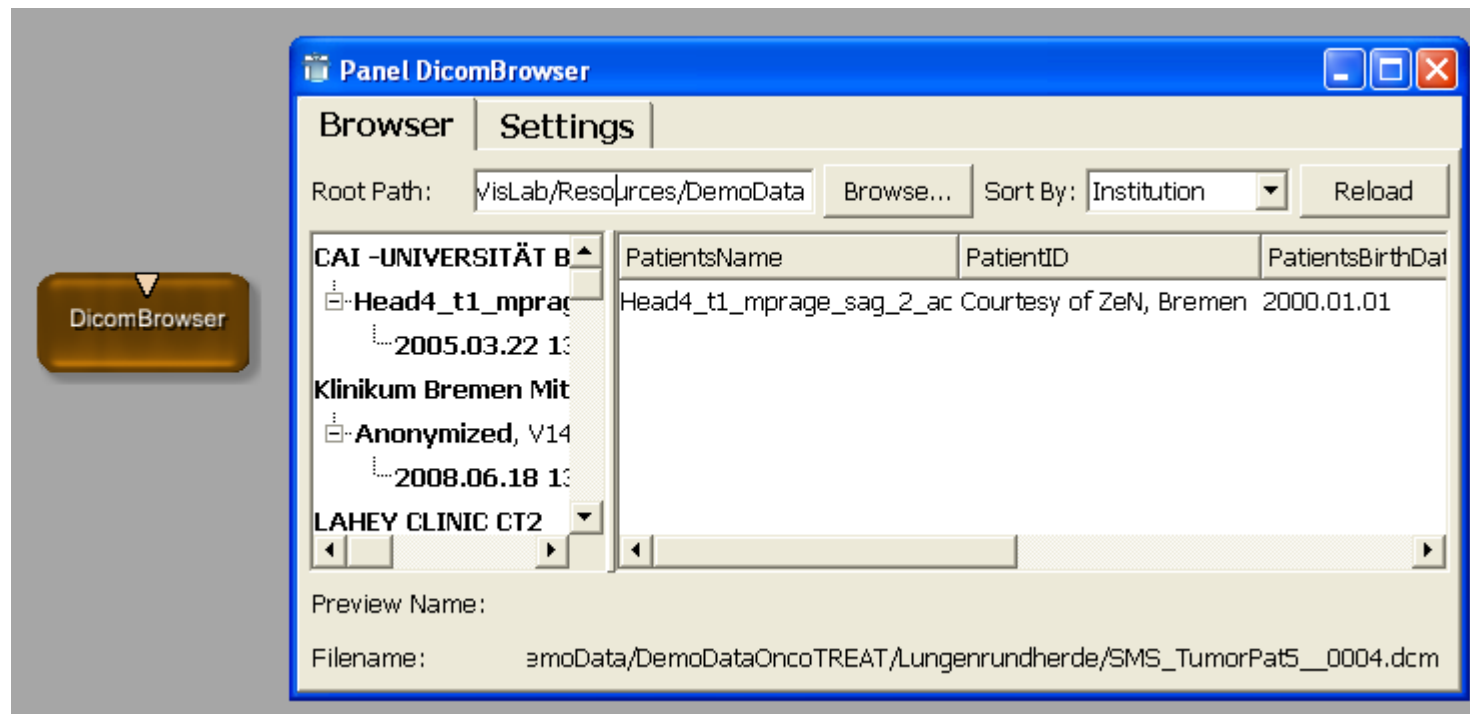 Panel DicomBrowser
Browser Settings
Root Path: VisLab/Resources/DemoData Browse... Sort By: Institution Reload
DicomBrowser
CAI -UNIVERSITÄT B
Head4_t1_mprag
2005.03.22 13
Klinikum Bremen Mit
Anonymized, V14
2008.06.18 13
LAHEY CLINIC CT2
PatientsName PatientID PatientsBirthDat
Head4_t1_mprage_sag_2_ac Courtesy of ZeN, Bremen 2000.01.01
Preview Name:
Filename: emoData/DemoDataOncoTREAT/Lungenrundherde/SMS_TumorPat5__0004.dcm